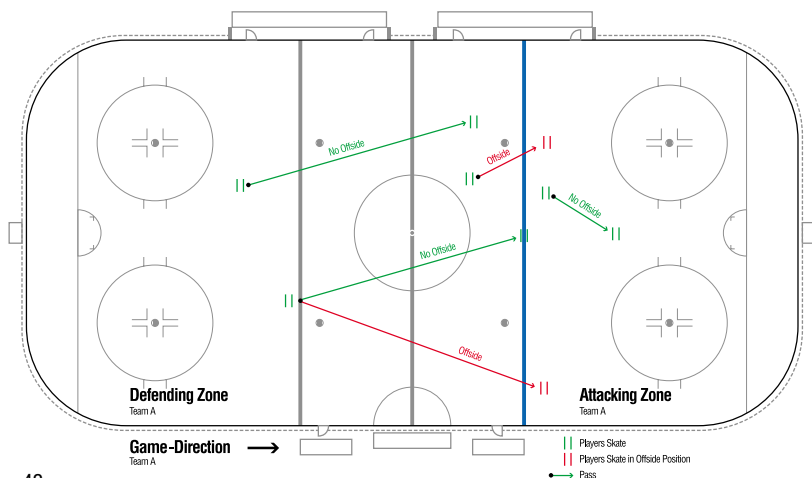 No Offside
Offside
No Offside
No Offside
Offside
Defending Zone
Team A
Attacking Zone
Team A
Game-Direction
Team A
Players Skate
Players Skate in Offside Position
Pass